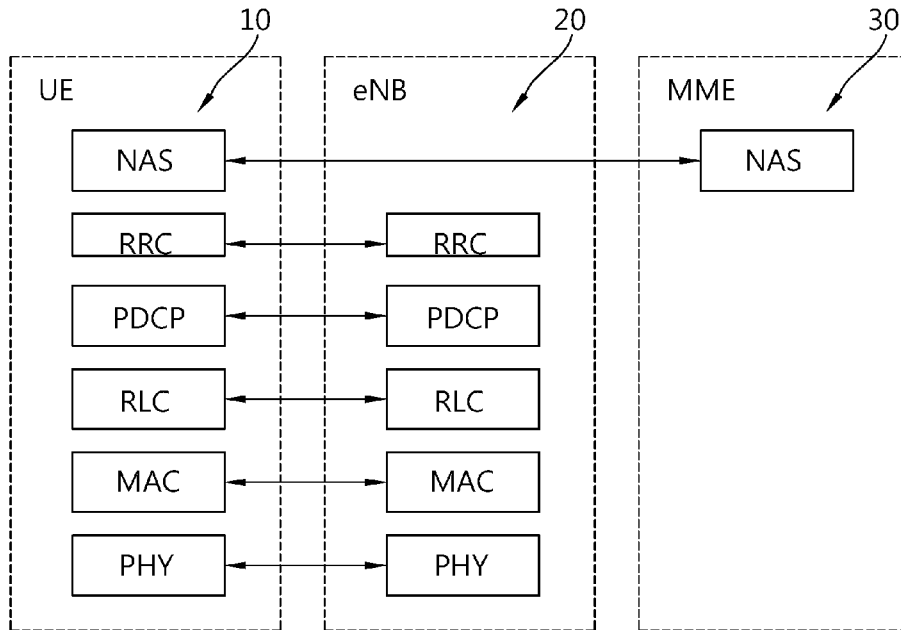 10 20 30
UE eNB MME
NAS NAS
RRC RRC
PDCP PDCP
RLC RLC
MAC MAC
PHY PHY